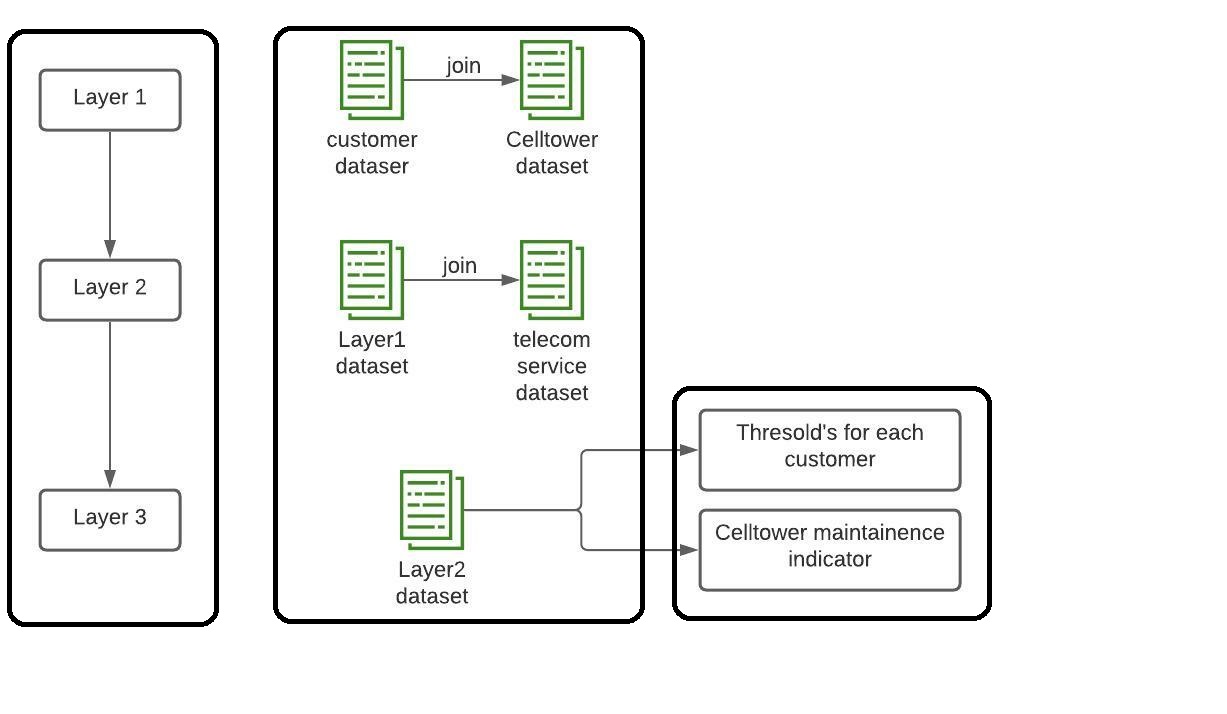 Layer 1
Layer 2
Layer 3
join
customer
dataser
Celltower
dataset
join
Layer1
dataset
telecom
service
dataset
Layer2
dataset
Thresold's for each
customer
Celltower maintainence
indicator